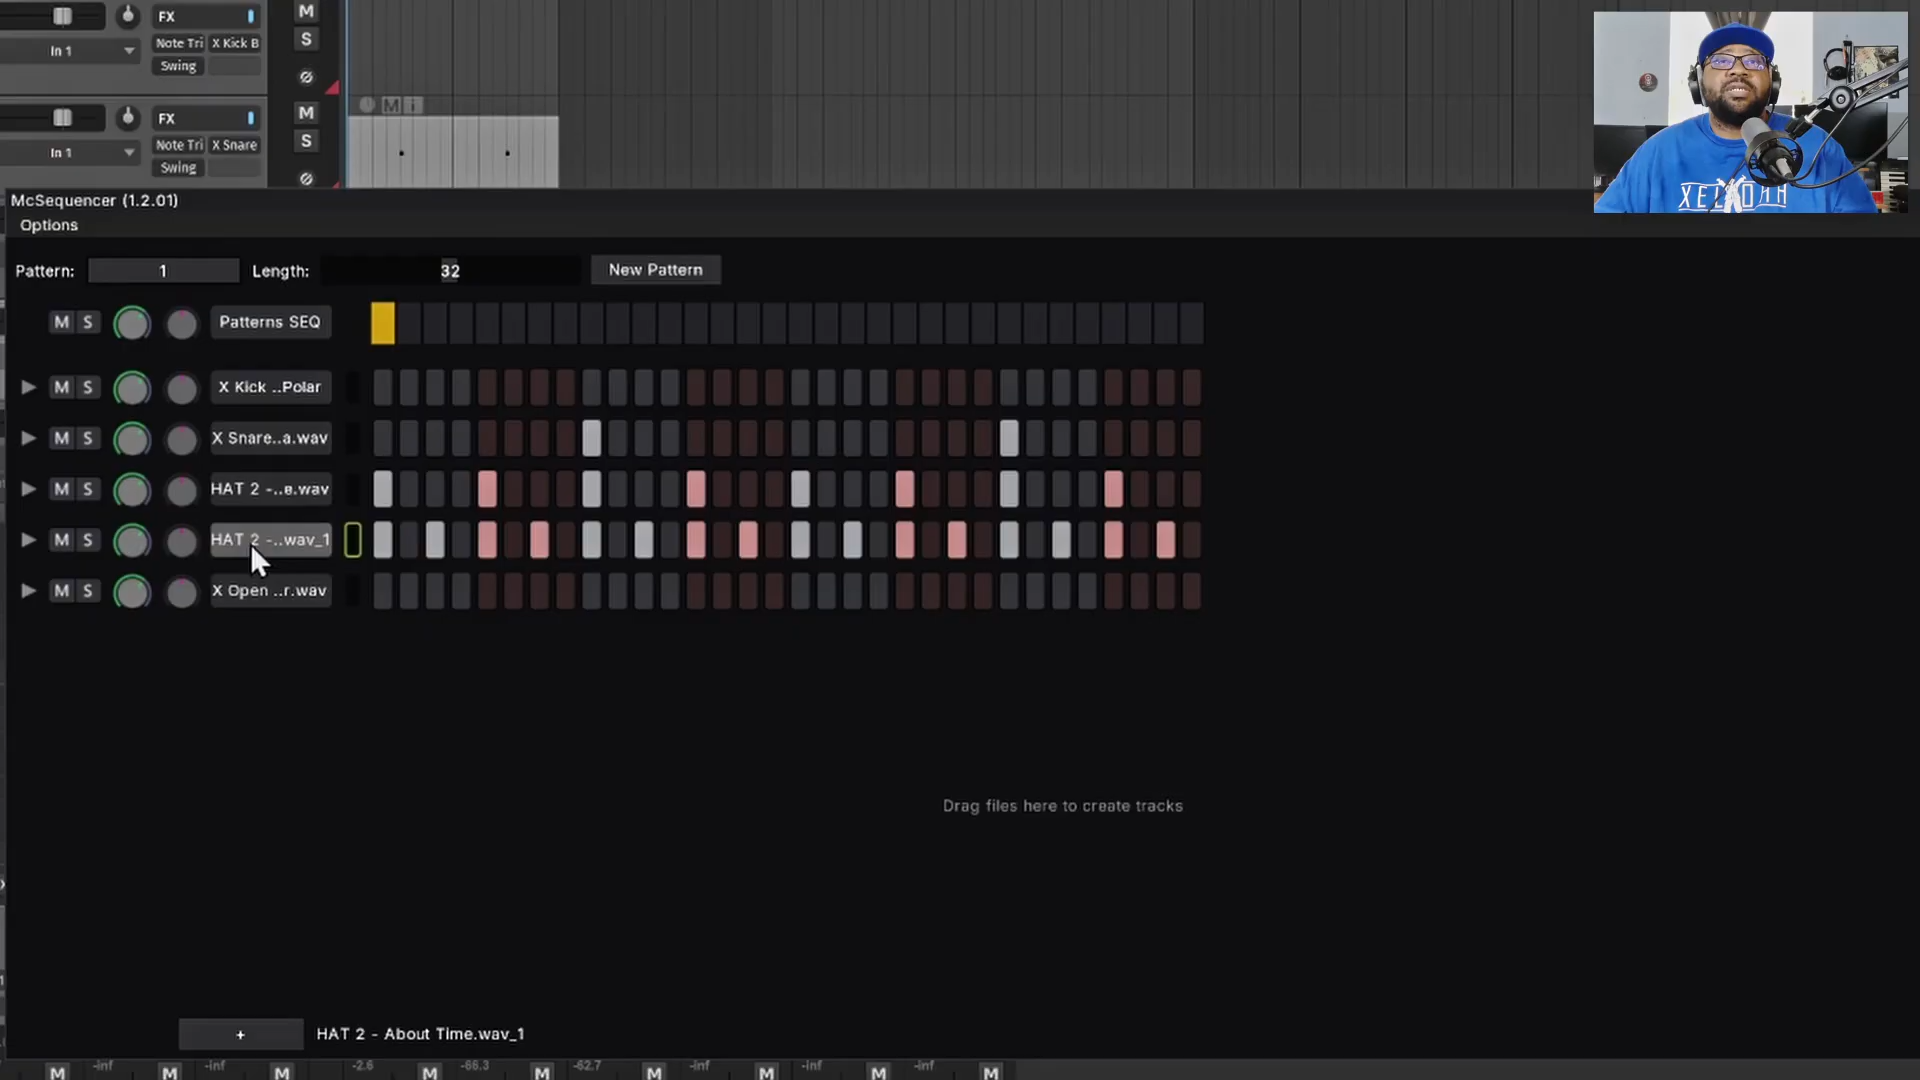 FX
M
In 1
Note Tri
X Kick B
S
Swing
FX
M
M i
In 1
Note Tri
X Snare
S
Swing
McSequencer (1.2.01)
Options
Pattern: 1 Length: 32 New Pattern
M S Patterns SEQ
M S X Kick ..Polar
M S X Snare..a.wav
M S HAT 2 -..e.wav
M S HAT 2 -..wav_1
M S X Open ..r.wav
Drag files here to create tracks
+ HAT 2 - About Time.wav_1
M -inf M -inf M -2.6 M -66.3 M -62.7 M -inf M -inf M -inf M